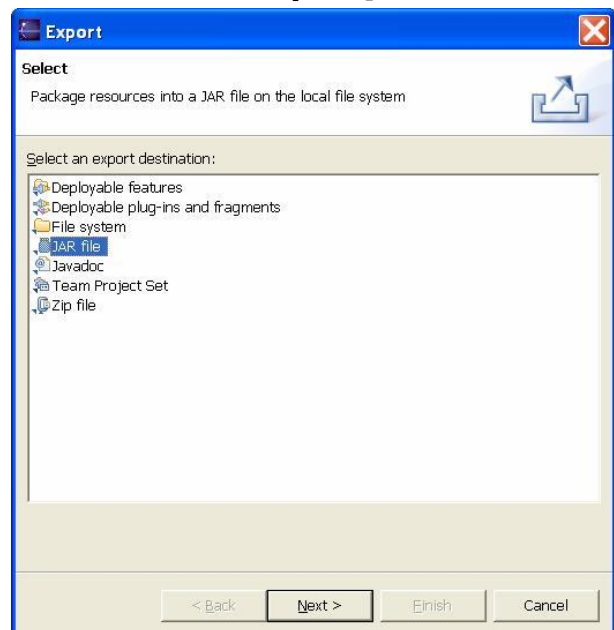 Export
Select
Package resources into a JAR file on the local file system
Select an export destination:
Deployable features
Deployable plug-ins and fragments
File system
JAR file
Javadoc
Team Project Set
Zip file
< Back Next > Finish Cancel